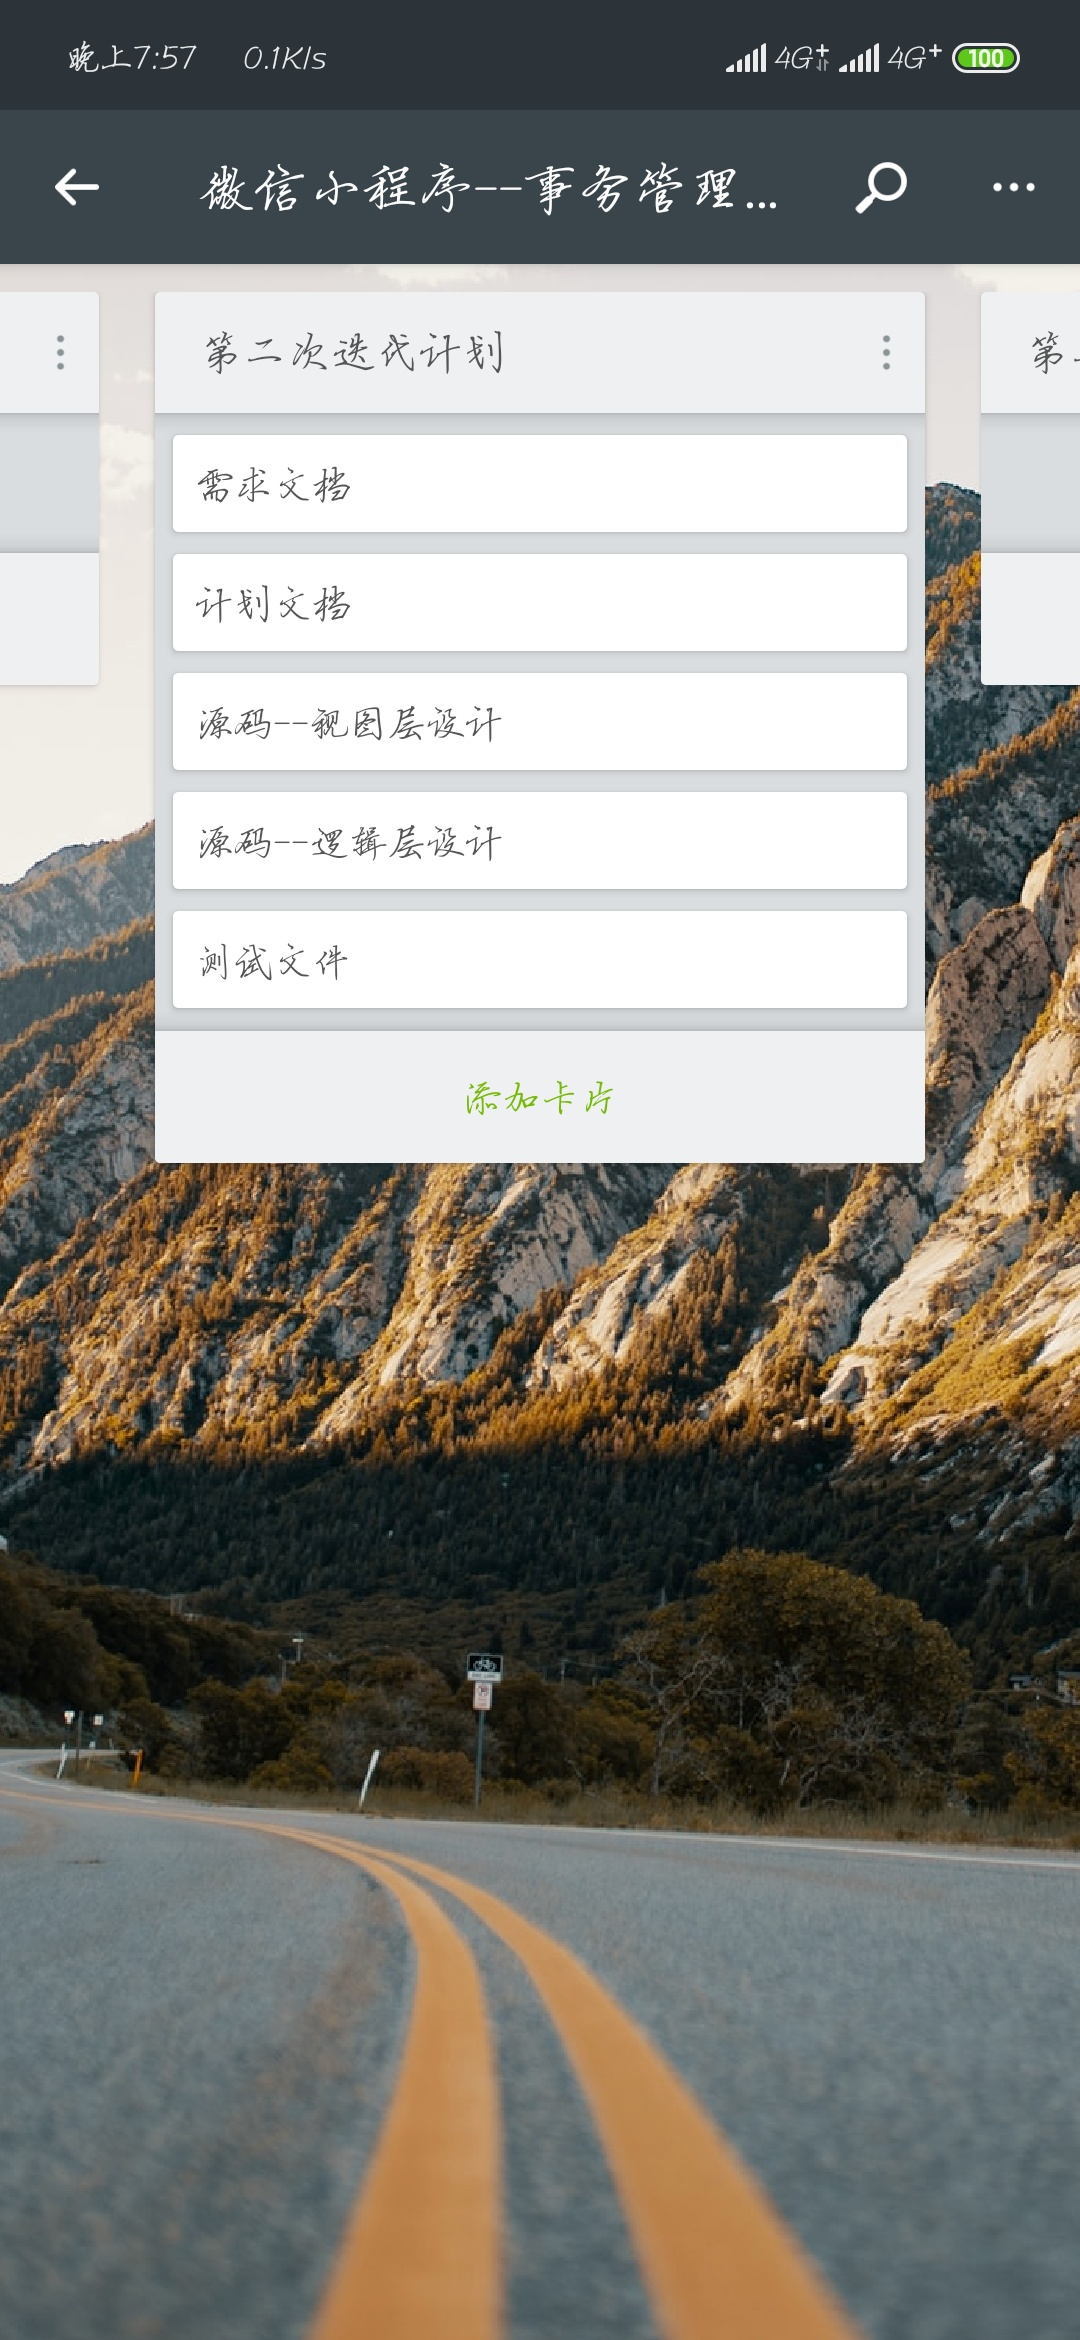 晚上7:57 0.1K/s 4G+ 4G+ 100
微信小程序--事务管理...
第二次迭代计划
第
需求文档
计划文档
源码--视图层设计
源码--逻辑层设计
测试文件
添加卡片